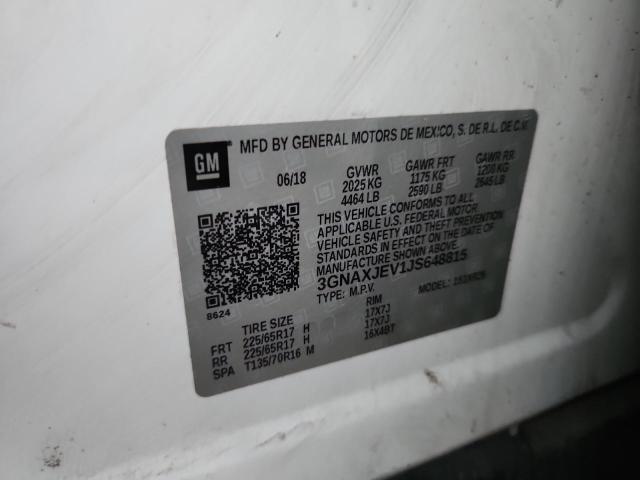 MFD BY GENERAL MOTORS DE MEXICO, S. DE R.L. DE C.V.
GM
06/18 GVWR GAWR FRT GAWR RR
2025 KG 1175 KG 1200 KG
4464 LB 2590 LB 2645 LB
THIS VEHICLE CONFORMS TO ALL
APPLICABLE U.S. FEDERAL MOTOR
VEHICLE SAFETY AND THEFT PREVENTION
STANDARDS IN EFFECT ON THE DATE
OF MANUFACTURE SHOWN ABOVE.
3GNAXJEV1JS648815
TYPE: M.P.V. MODEL:
8624
TIRE SIZE RIM
FRT 225/65R17 H 17X7J
RR 225/65R17 H 17X7J
SPA T135/70R16 M 16X4BT